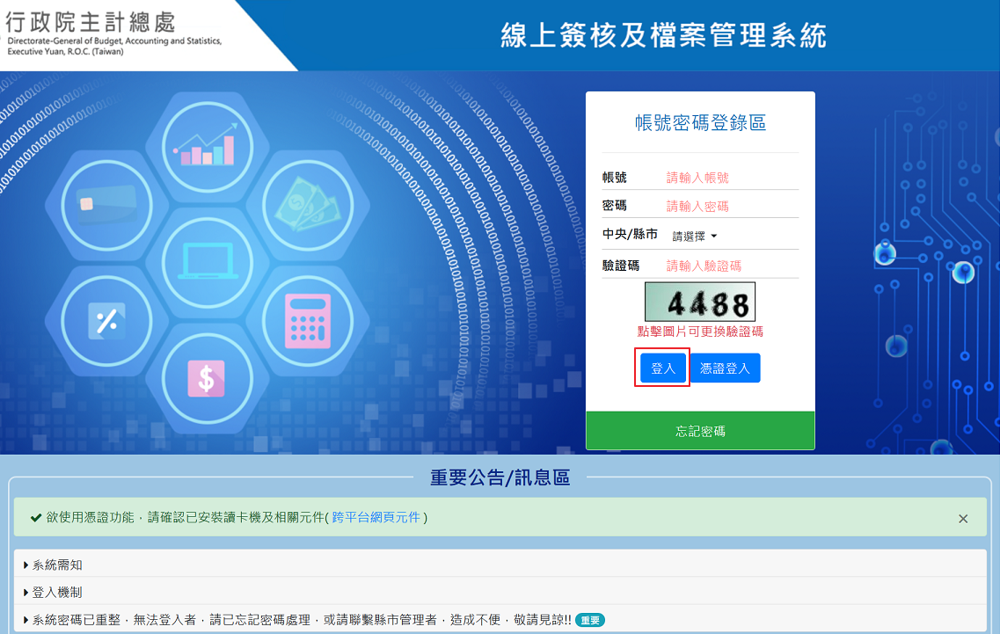 行政院主計總處
Directorate-General of Budget, Accounting and Statistics,
Executive Yuan, R.O.C. (Taiwan)
線上簽核及檔案管理系統
帳號密碼登錄區
帳號 請輸入帳號
密碼 請輸入密碼
中央/縣市 請選擇
驗證碼 請輸入驗證碼
4488
點擊圖片可更換驗證碼
登入 憑證登入
忘記密碼
重要公告/訊息區
欲使用憑證功能，請確認已安裝讀卡機及相關元件( 跨平台網頁元件 )
系統需知
登入機制
系統密碼已重整，無法登入者，請已忘記密碼處理，或請聯繫縣市管理者，造成不便，敬請見諒!! 重要